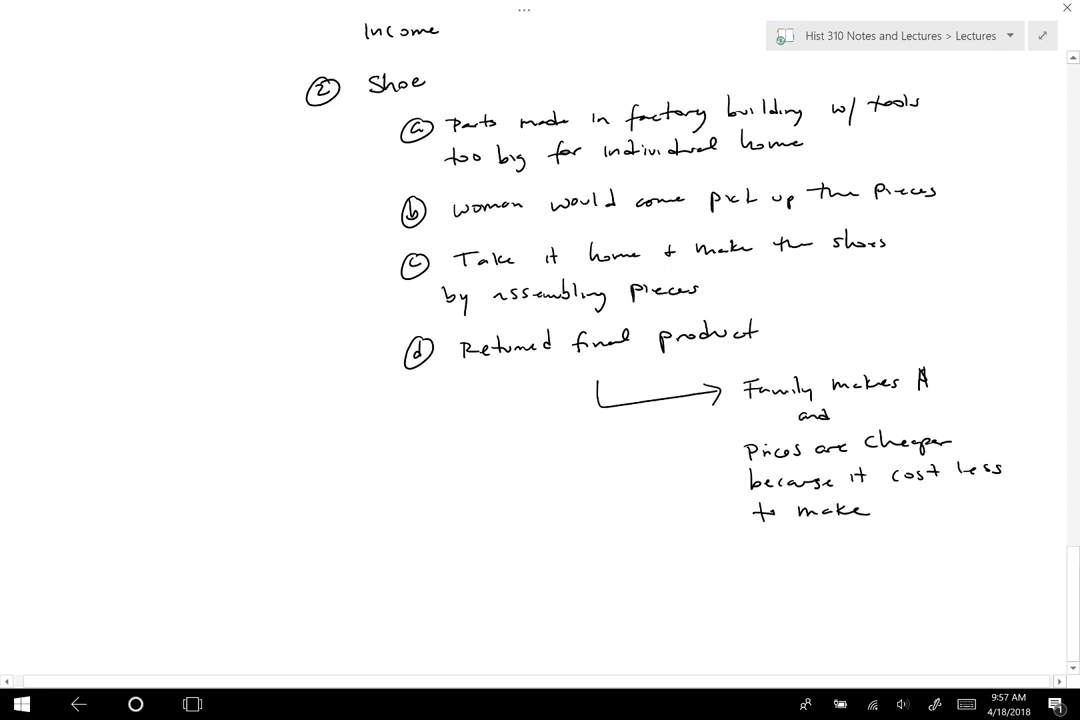 Income
Hist 310 Notes and Lectures > Lectures
② Shoe
ⓐ Parts made in factory building w/ tools
too big for individual home
ⓑ woman would come pick up the pieces
ⓒ Take it home + make the shoes
by assembling pieces
ⓓ Returned final product
Family makes $
and
Prices are cheaper
because it cost less
to make
9:57 AM
4/18/2018
1